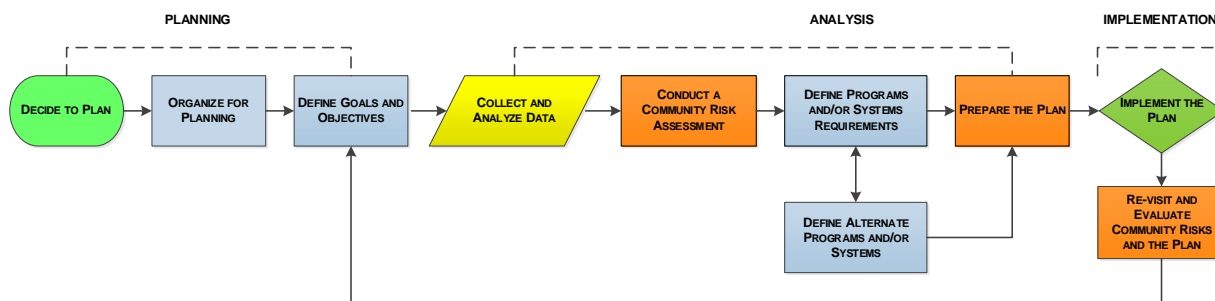 PLANNING
ANALYSIS
IMPLEMENTATION
DECIDE TO PLAN
ORGANIZE FOR
PLANNING
DEFINE GOALS AND
OBJECTIVES
COLLECT AND
ANALYZE DATA
CONDUCT A
COMMUNITY RISK
ASSESSMENT
DEFINE PROGRAMS
AND/OR SYSTEMS
REQUIREMENTS
PREPARE THE PLAN
IMPLEMENT THE
PLAN
DEFINE ALTERNATE
PROGRAMS AND/OR
SYSTEMS
RE-VISIT AND
EVALUATE
COMMUNITY RISKS
AND THE PLAN